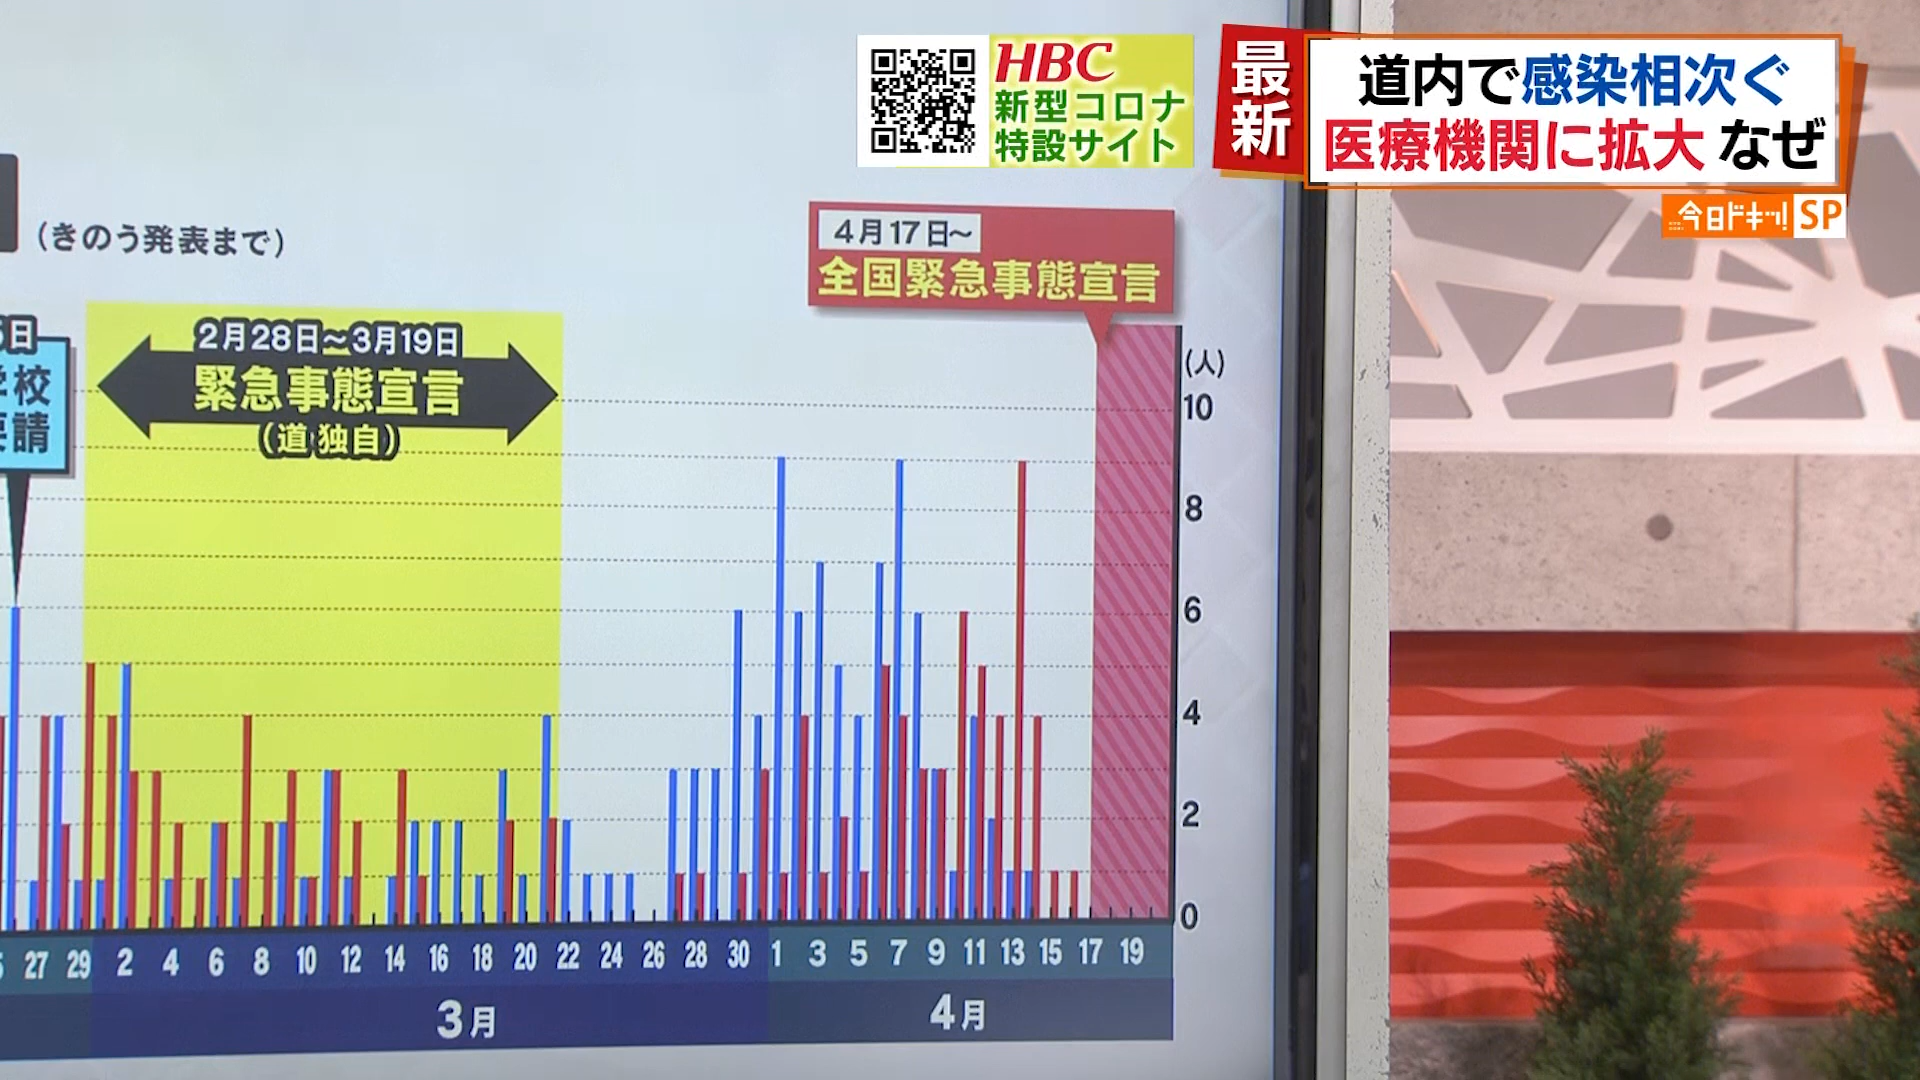 HBC
新型コロナ
特設サイト
最新
道内で感染相次ぐ
医療機関に拡大 なぜ
今日ドキッ! SP
(きのう発表まで)
4月17日~
全国緊急事態宣言
日
校
請
2月28日~3月19日
緊急事態宣言
(道独自)
(人)
10
8
6
4
2
0
27 29 2 4 6 8 10 12 14 16 18 20 22 24 26 28 30 1 3 5 7 9 11 13 15 17 19
3月 4月